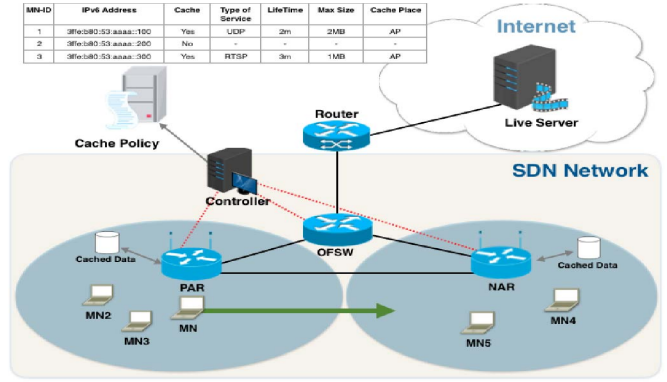 MN-ID IPv6 Address Cache Type of Service LifeTime Max Size Cache Place
1 3ffe:b80:53:aaaa::100 Yes UDP 2m 2MB AP
2 3ffe:b80:53:aaaa::200 No - - - -
3 3ffe:b80:53:aaaa::300 Yes RTSP 3m 1MB AP
Internet
Live Server
Router
Cache Policy
SDN Network
Controller
OFSW
Cached Data
PAR
NAR
Cached Data
MN2
MN3
MN
MN4
MN5